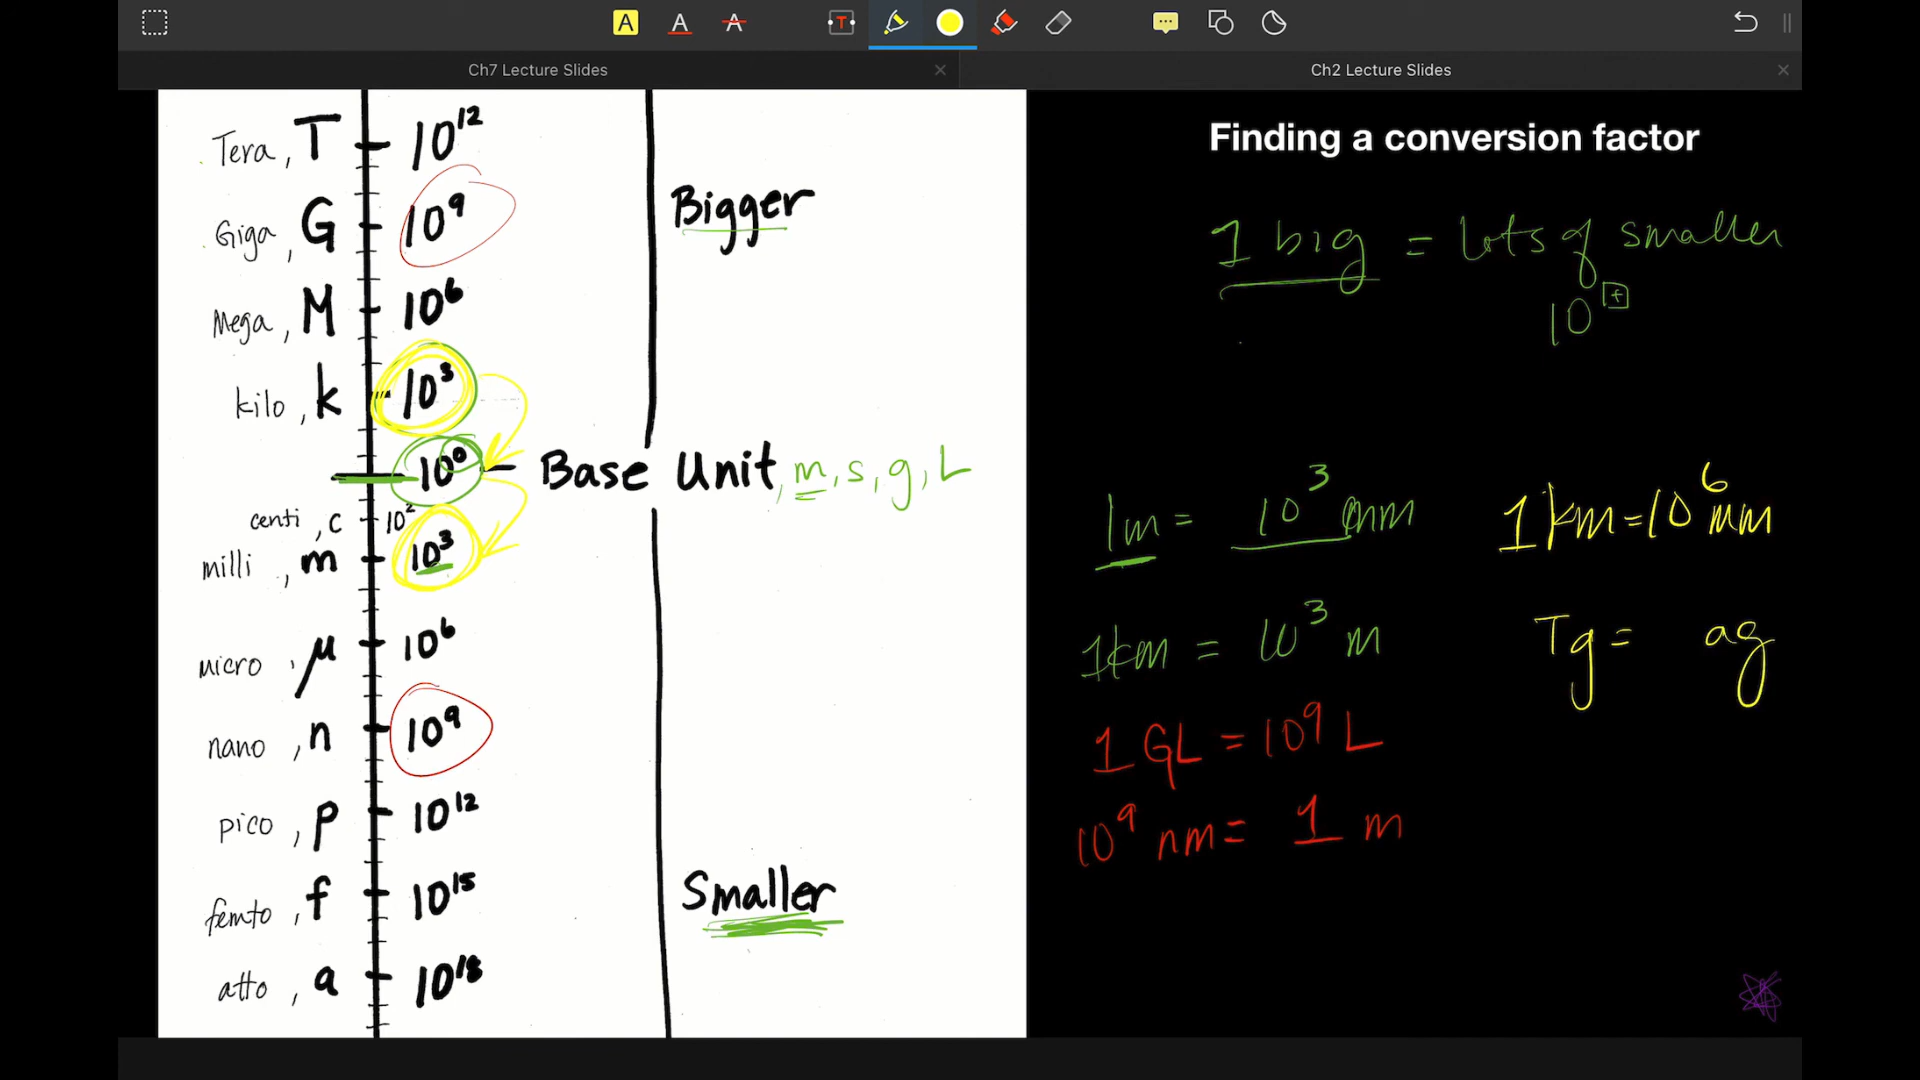 Ch7 Lecture Slides
Ch2 Lecture Slides
Tera, T 10¹²
Giga, G 10⁹
Bigger
Mega, M 10⁶
kilo, k 10³
10⁰ – Base Unit, m, s, g, L
centi, c 10²
milli, m 10³
micro, μ 10⁶
nano, n 10⁹
pico, p 10¹²
femto, f 10¹⁵
Smaller
atto, a 10¹⁸
Finding a conversion factor
1 big = lots of smaller
10⁺
1m = 10³ mm
1km = 10⁶ mm
1km = 10³ m
Tg = ag
1 GL = 10⁹ L
10⁹ nm = 1 m